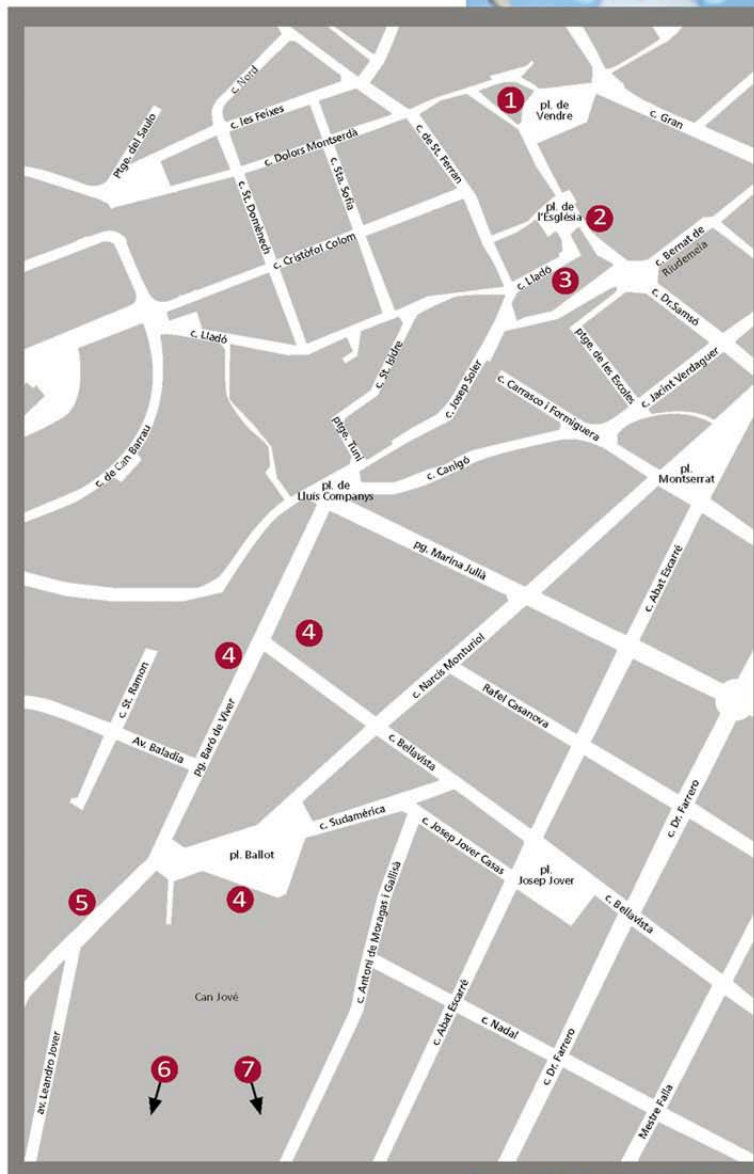 c. Nord
Ptge. del Saulo
c. les Feixes
c. Dolors Montserdà
c. de St. Ferran
1
pl. de
Vendre
c. Gran
c. St. Domènech
c. Sta. Sofia
pl. de
l'Església
2
c. Bernat de
Riudemeia
c. Cristòfol Colom
c. Lladó
3
c. Dr.Samsó
c. Lladó
c. St. Isidre
c. Josep Soler
ptge. de les Escoles
c. Jacint Verdaguer
c. Carrasco i Formiguera
c. de Can Barrau
ptge. Tuni
c. Canigó
pl. de
Lluís Companys
pl.
Montserrat
pg. Marina Julià
c. Abat Escarré
4
4
c. St. Ramon
c. Narcís Monturiol
Rafel Casanova
Av. Baladia
pg. Baró de Viver
c. Bellavista
c. Dr. Farrero
c. Sudamèrica
pl. Ballot
c. Josep Jover Casas
pl.
Josep Jover
c. Bellavista
5
4
c. Antoni de Moragas i Gallisà
Can Jové
c. Abat Escarré
c. Nadal
c. Dr. Farrero
av. Leandro Jover
6
7
Mestre Falla